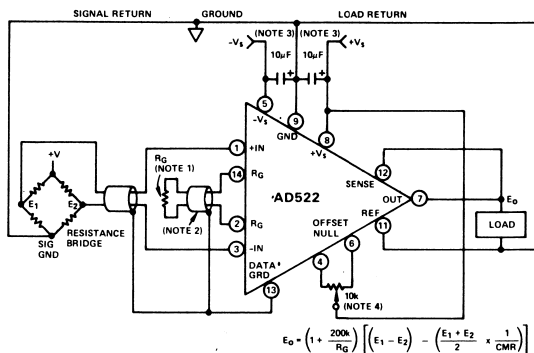 SIGNAL RETURN GROUND LOAD RETURN
(NOTE 3) (NOTE 3)
-Vs +Vs
10μF 10μF
+ +
5 9 8
-Vs GND +Vs
1 +IN
+V
RG
(NOTE 1)
14 RG
AD522
12
SENSE
E1 E2
OUT 7 E0
2 RG
(NOTE 2)
OFFSET
NULL
REF
11
LOAD
SIG
GND
RESISTANCE
BRIDGE
3 -IN
DATA
GRD
4 6
13
10k
(NOTE 4)
E0 = (1 + 200k/RG) [(E1 − E2) − (E1 + E2/2 x 1/CMR)]